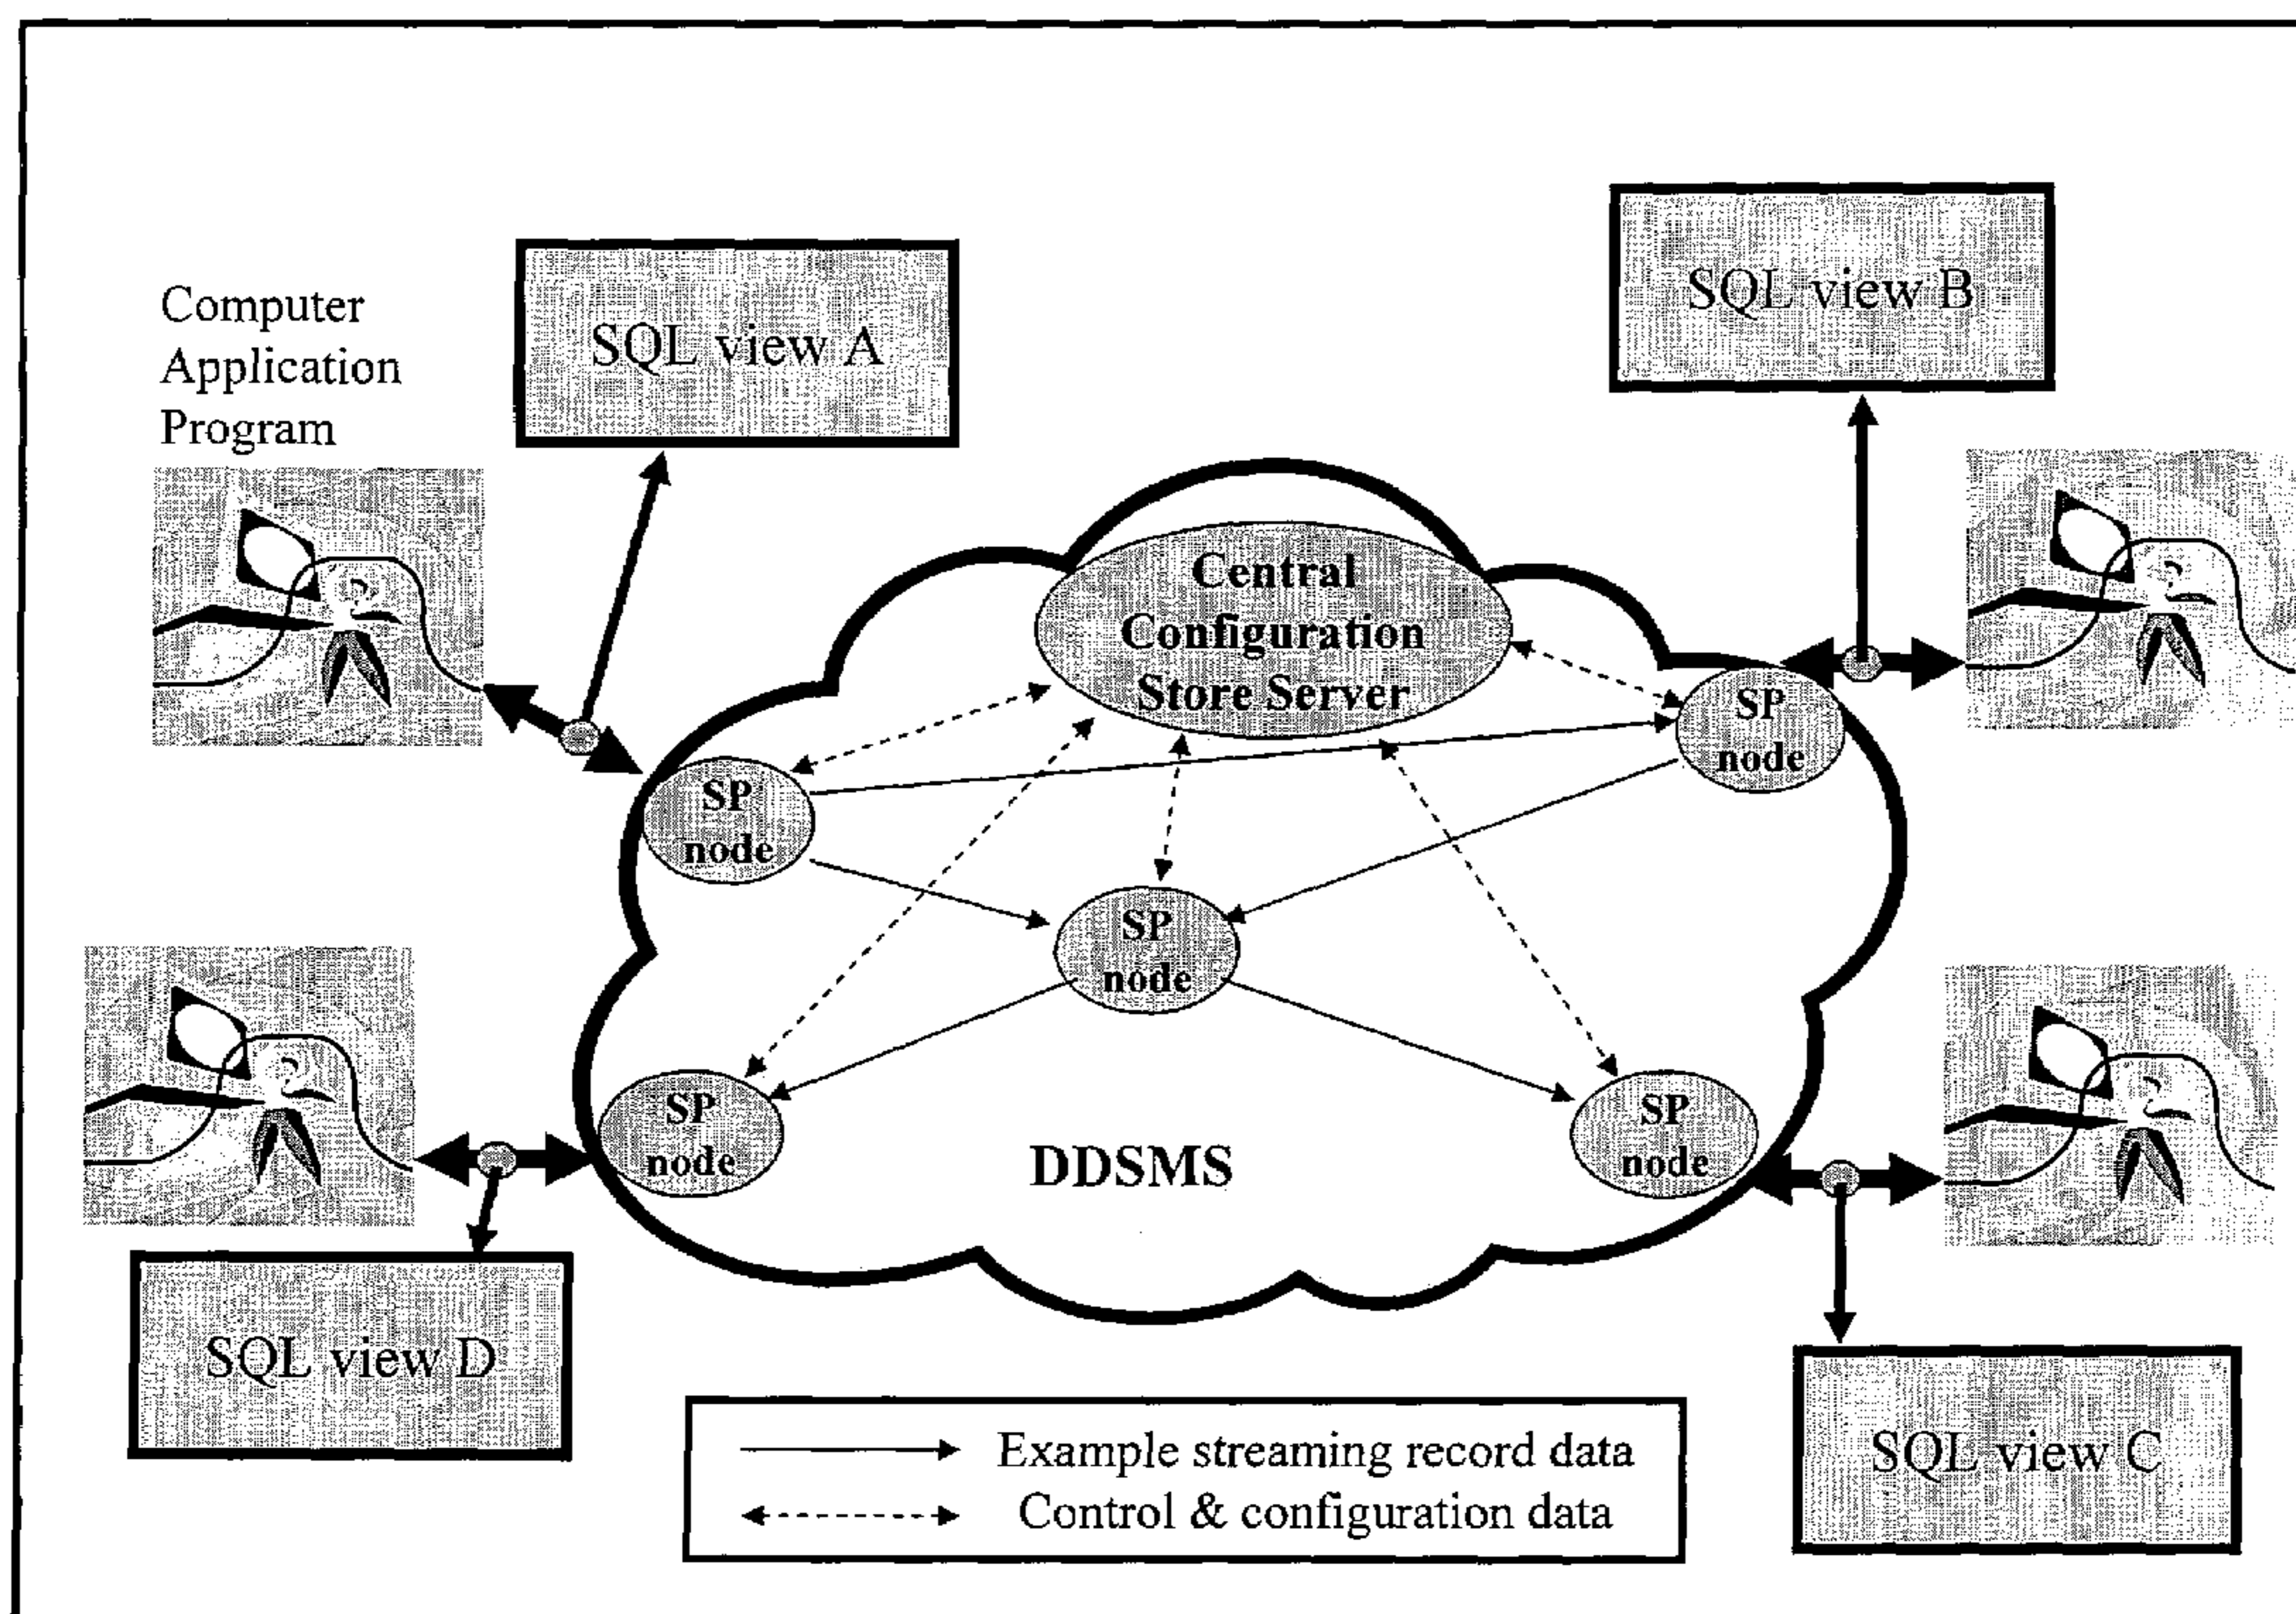 Computer
Application
Program
SQL view A
SQL view B
Central
Configuration
Store Server
SP
node
SP
node
SP
node
SP
node
SP
node
DDSMS
SQL view D
SQL view C
Example streaming record data
Control & configuration data